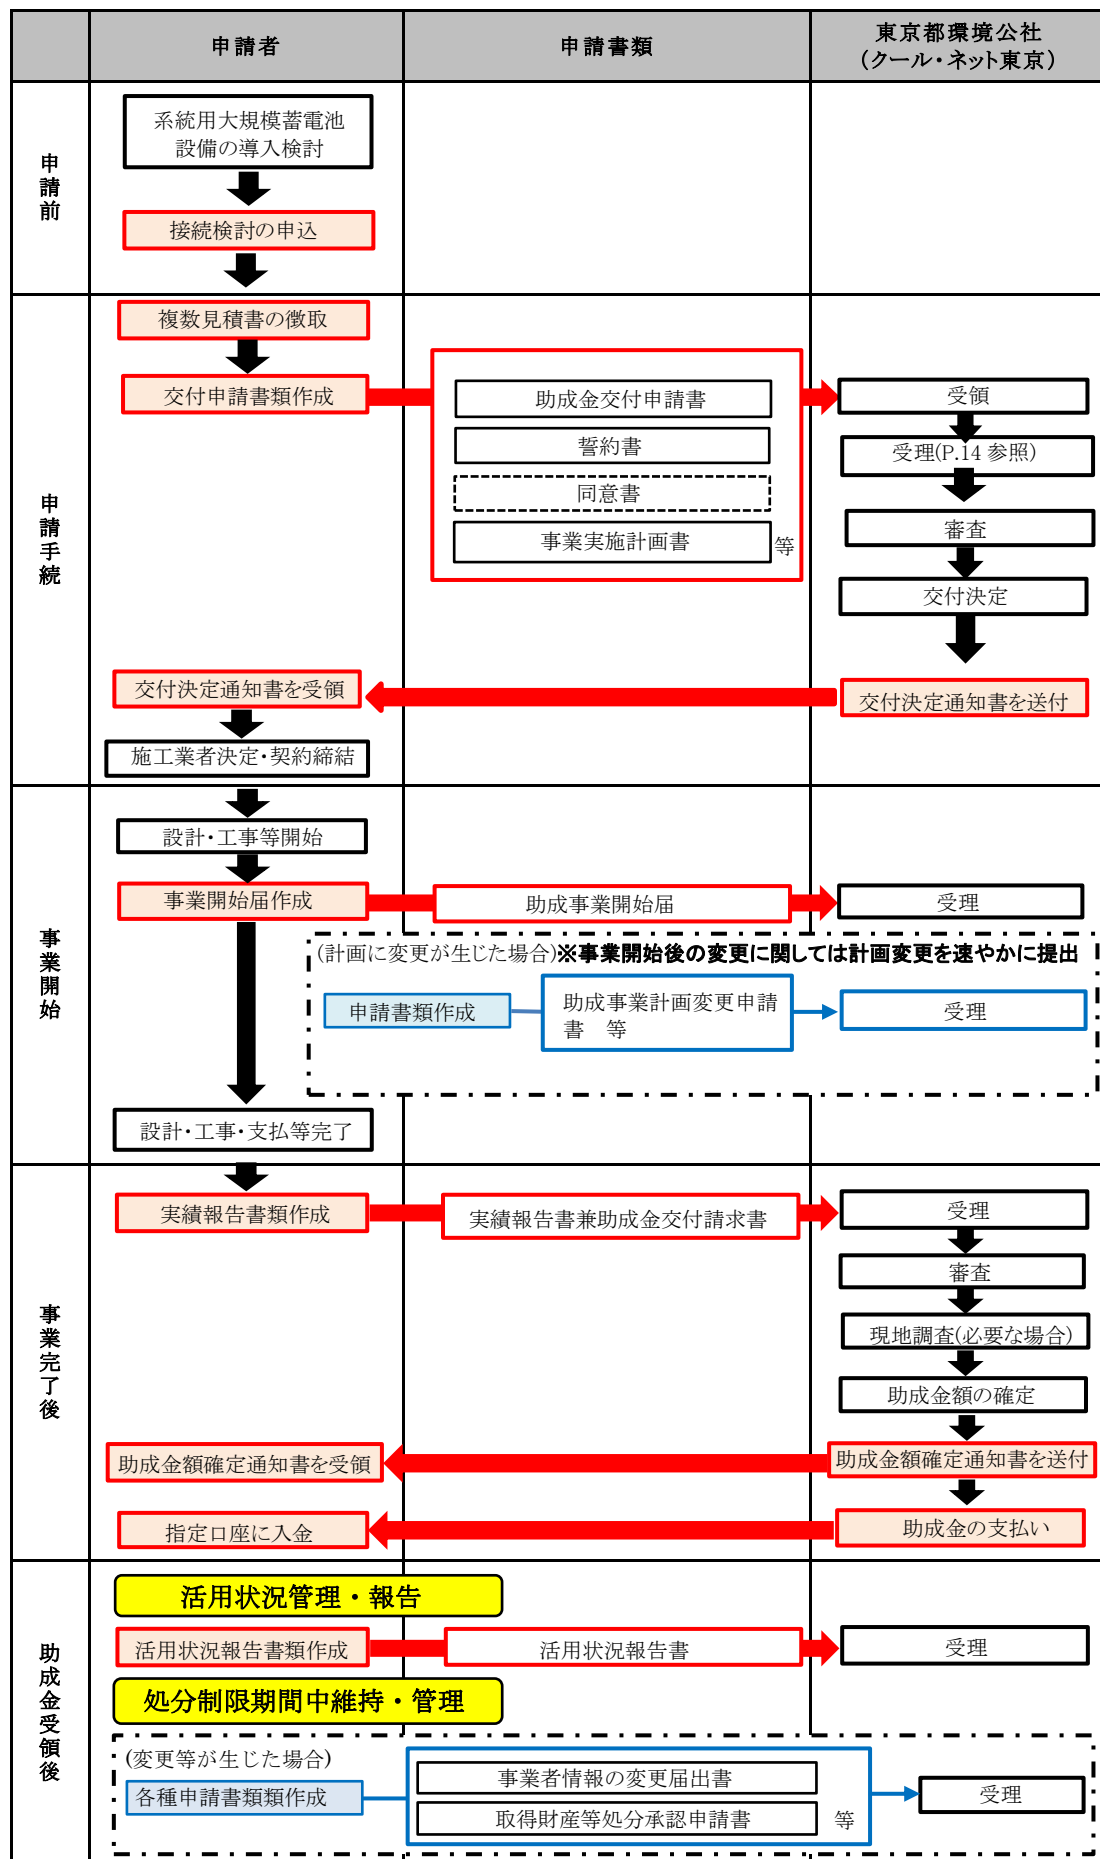 申請者
申請書類
東京都環境公社
（クール・ネット東京）
申請前
系統用大規模蓄電池
設備の導入検討
接続検討の申込
申請手続
複数見積書の徴取
交付申請書類作成
助成金交付申請書
誓約書
同意書
事業実施計画書
等
受領
受理(P.14 参照)
審査
交付決定
交付決定通知書を送付
交付決定通知書を受領
施工業者決定・契約締結
事業開始
設計・工事等開始
事業開始届作成
助成事業開始届
受理
(計画に変更が生じた場合)※事業開始後の変更に関しては計画変更を速やかに提出
申請書類作成
助成事業計画変更申請
書　等
受理
設計・工事・支払等完了
事業完了後
実績報告書類作成
実績報告書兼助成金交付請求書
受理
審査
現地調査(必要な場合)
助成金額の確定
助成金額確定通知書を送付
助成金額確定通知書を受領
助成金の支払い
指定口座に入金
助成金受領後
活用状況管理・報告
活用状況報告書類作成
活用状況報告書
受理
処分制限期間中維持・管理
(変更等が生じた場合)
各種申請書類類作成
事業者情報の変更届出書
取得財産等処分承認申請書
等
受理